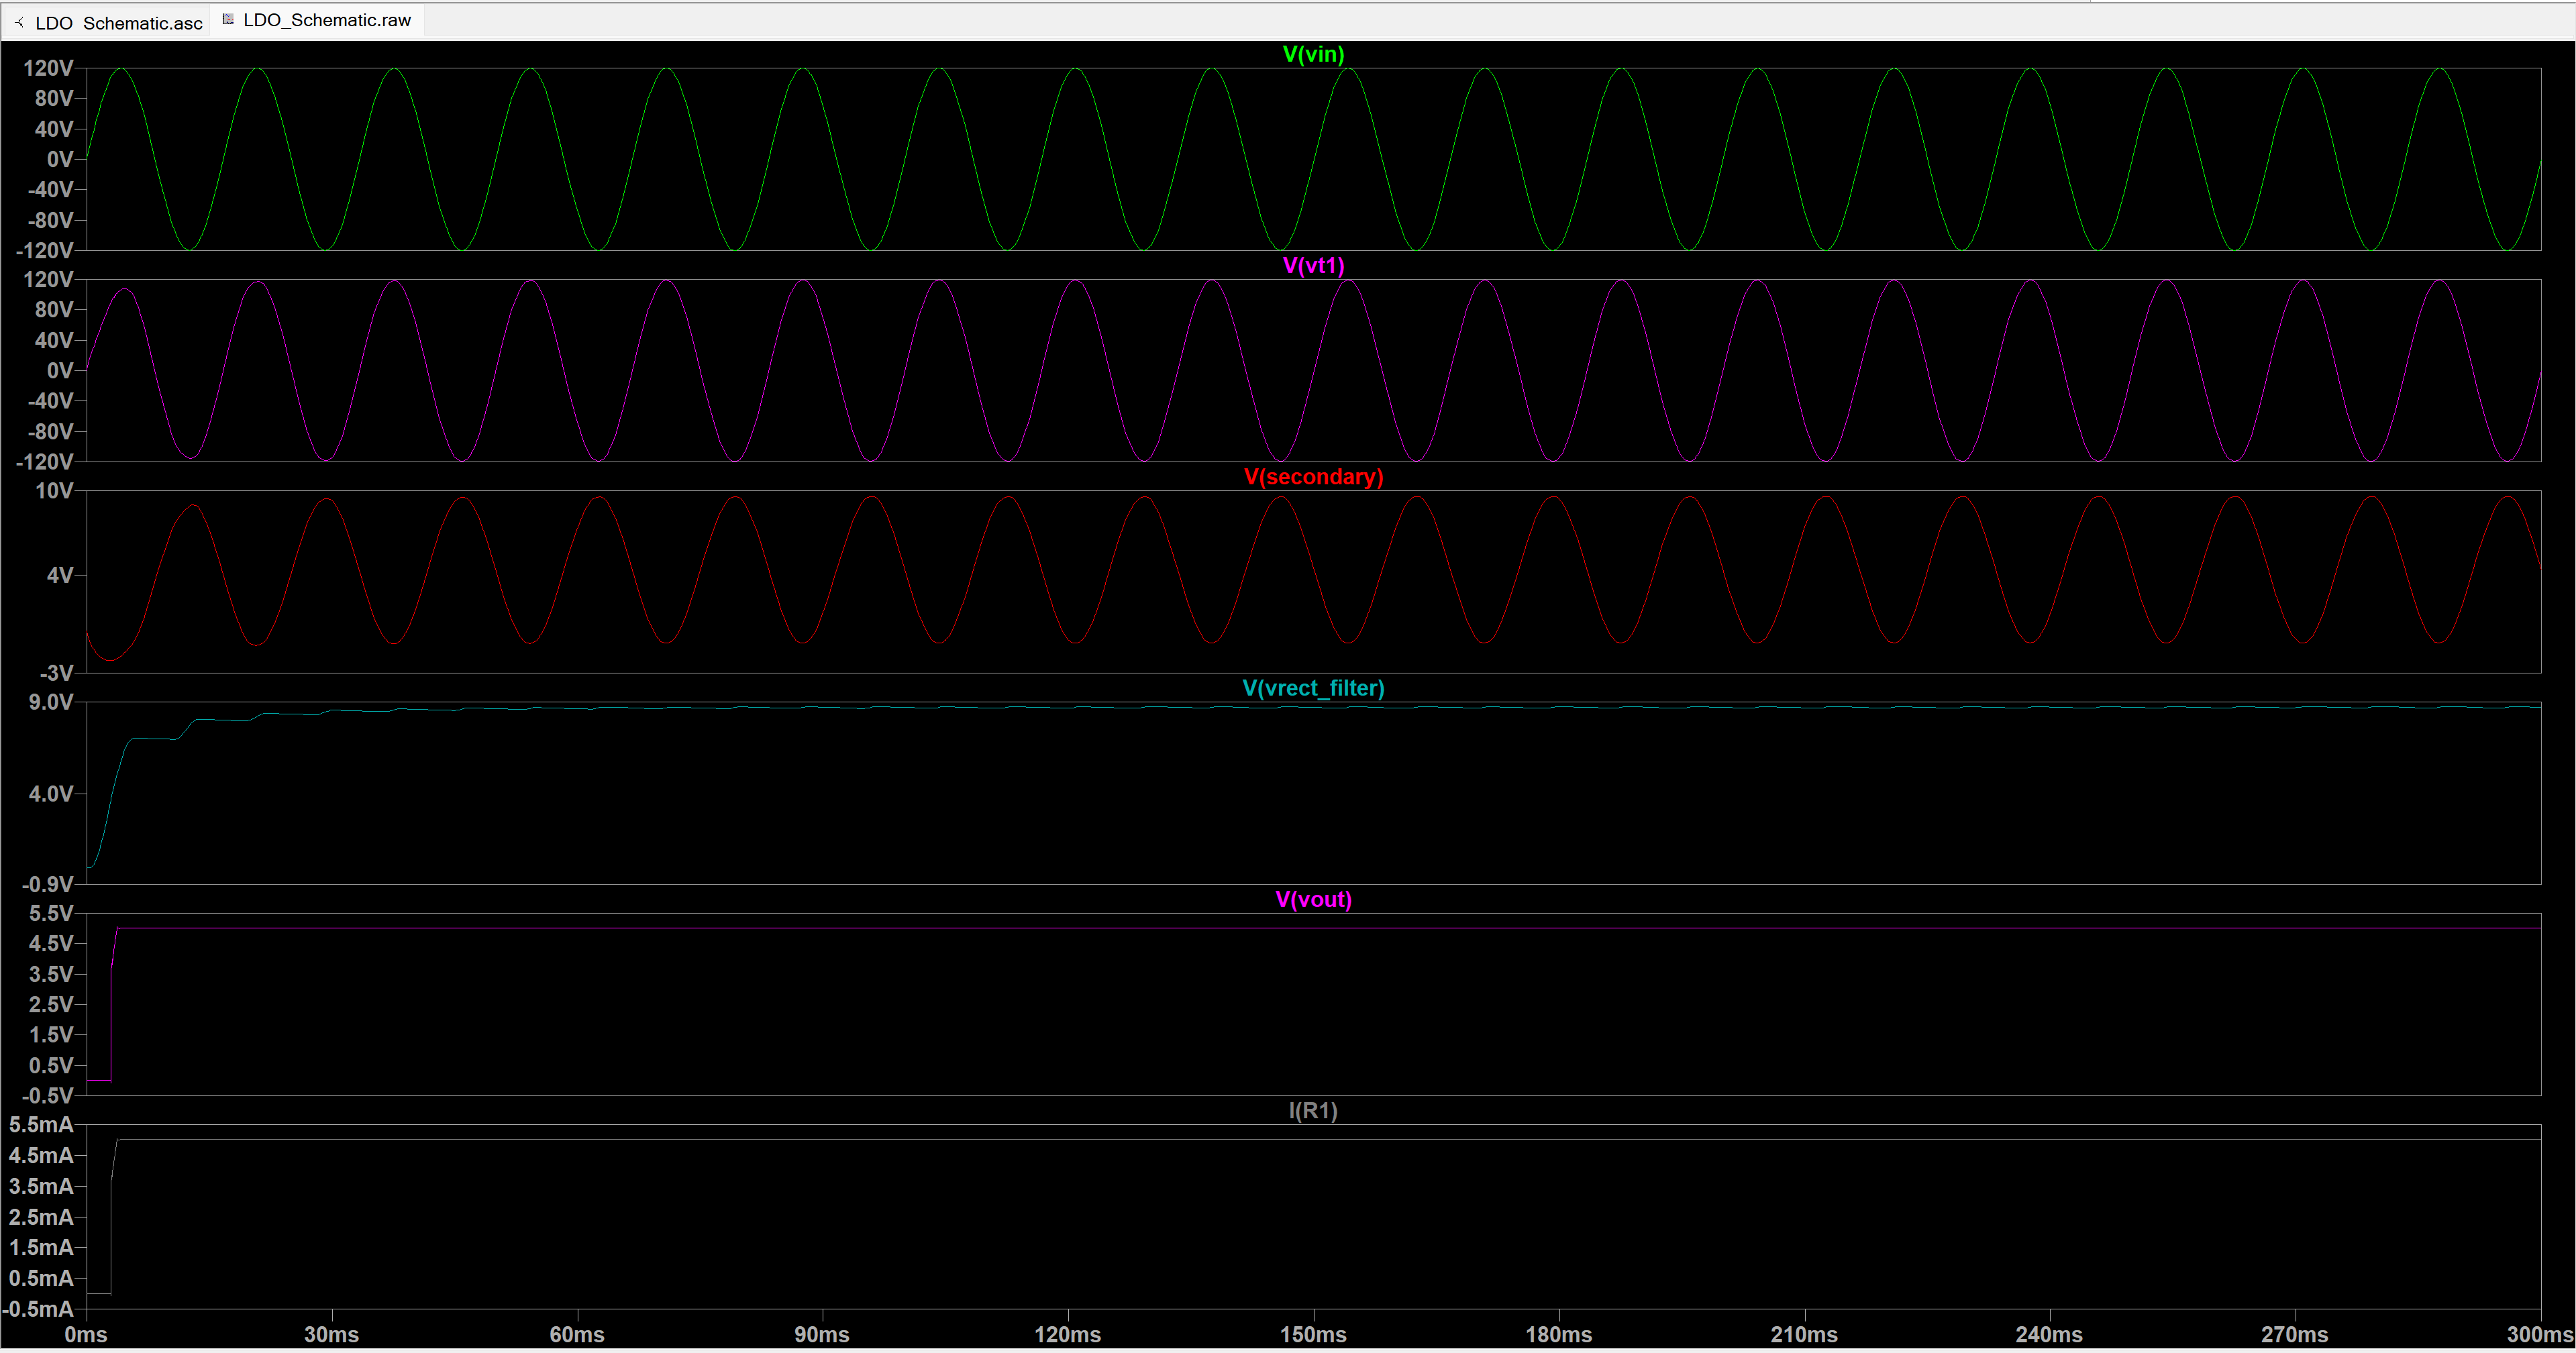 LDO_Schematic.asc
LDO_Schematic.raw
V(vin)
120V
80V
40V
0V
-40V
-80V
-120V
V(vt1)
120V
80V
40V
0V
-40V
-80V
-120V
V(secondary)
10V
4V
-3V
V(vrect_filter)
9.0V
4.0V
-0.9V
V(vout)
5.5V
4.5V
3.5V
2.5V
1.5V
0.5V
-0.5V
I(R1)
5.5mA
4.5mA
3.5mA
2.5mA
1.5mA
0.5mA
-0.5mA
0ms 30ms 60ms 90ms 120ms 150ms 180ms 210ms 240ms 270ms 300ms